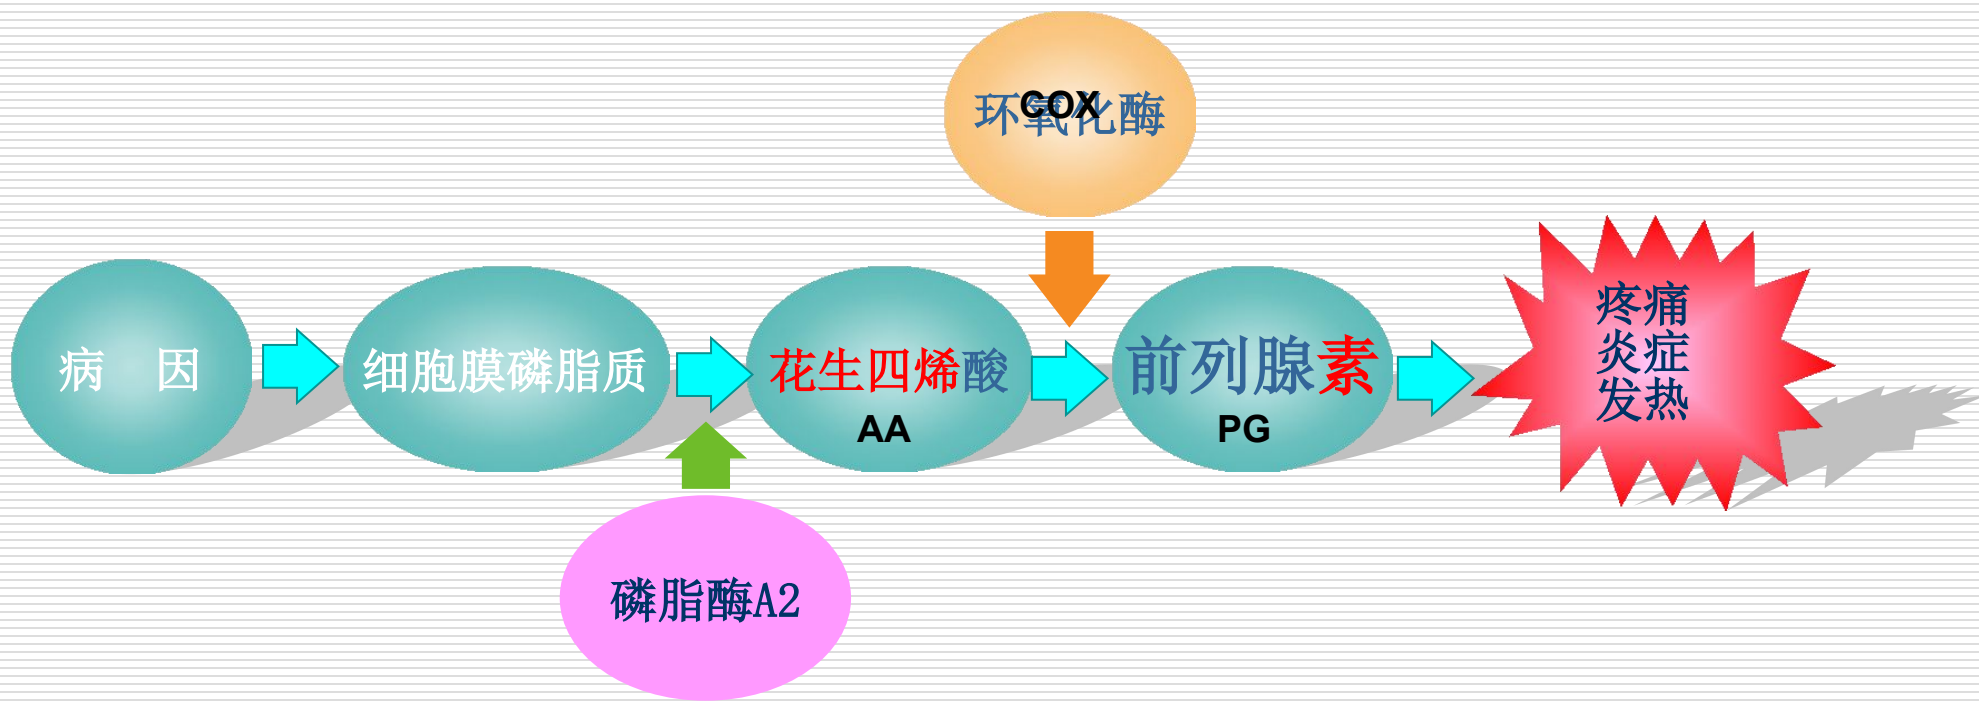 环氧化酶
COX
病 因
细胞膜磷脂质
花生四烯酸
AA
前列腺素
PG
疼痛
炎症
发热
磷脂酶A2